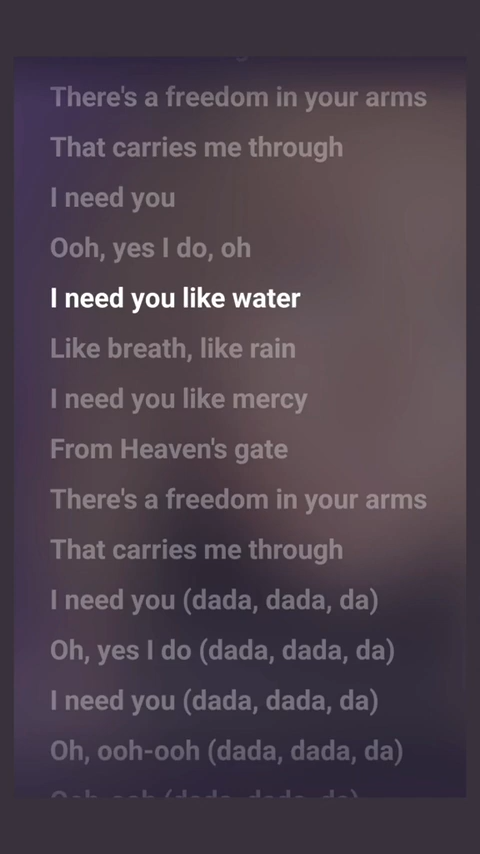 There's a freedom in your arms
That carries me through
I need you
Ooh, yes I do, oh
I need you like water
Like breath, like rain
I need you like mercy
From Heaven's gate
There's a freedom in your arms
That carries me through
I need you (dada, dada, da)
Oh, yes I do (dada, dada, da)
I need you (dada, dada, da)
Oh, ooh-ooh (dada, dada, da)